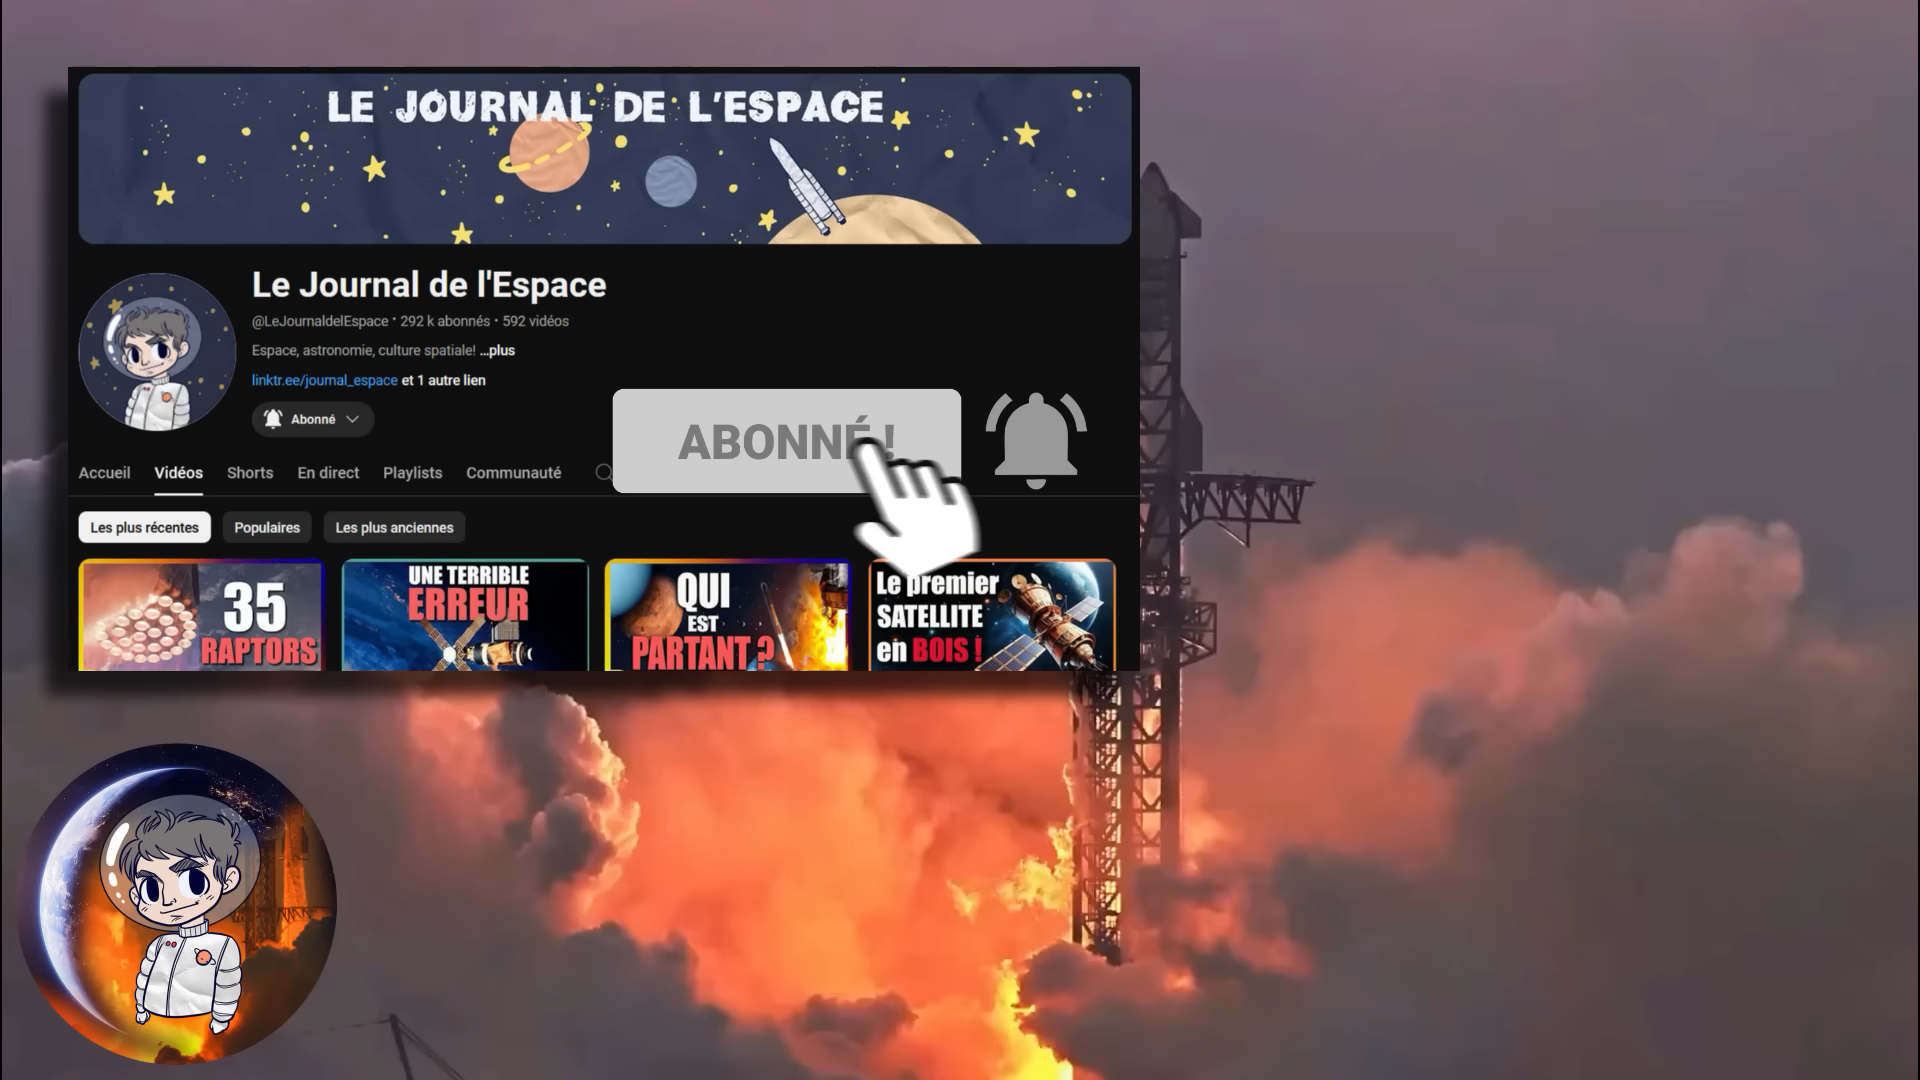 LE JOURNAL DE L'ESPACE
Le Journal de l'Espace
@LeJournaldelEspace · 292 k abonnés · 592 vidéos
Espace, astronomie, culture spatiale! ...plus
linktr.ee/journal_espace et 1 autre lien
Abonné
ABONNÉ !
Accueil Vidéos Shorts En direct Playlists Communauté
Les plus récentes Populaires Les plus anciennes
35
RAPTORS
UNE TERRIBLE
ERREUR
QUI
EST
PARTANT ?
Le premier
SATELLITE
en BOIS !